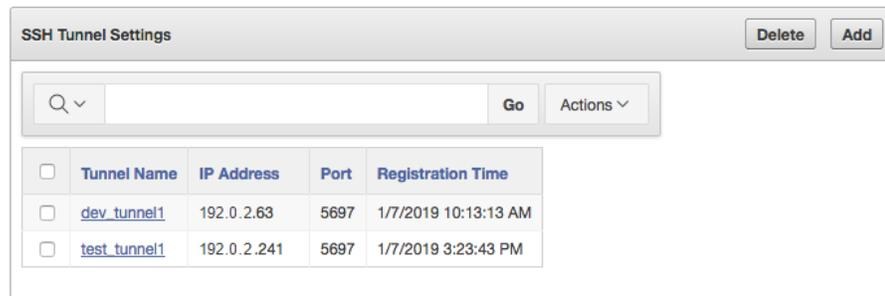 SSH Tunnel Settings Delete Add
Go Actions
Tunnel Name IP Address Port Registration Time
dev_tunnel1 192.0.2.63 5697 1/7/2019 10:13:13 AM
test_tunnel1 192.0.2.241 5697 1/7/2019 3:23:43 PM